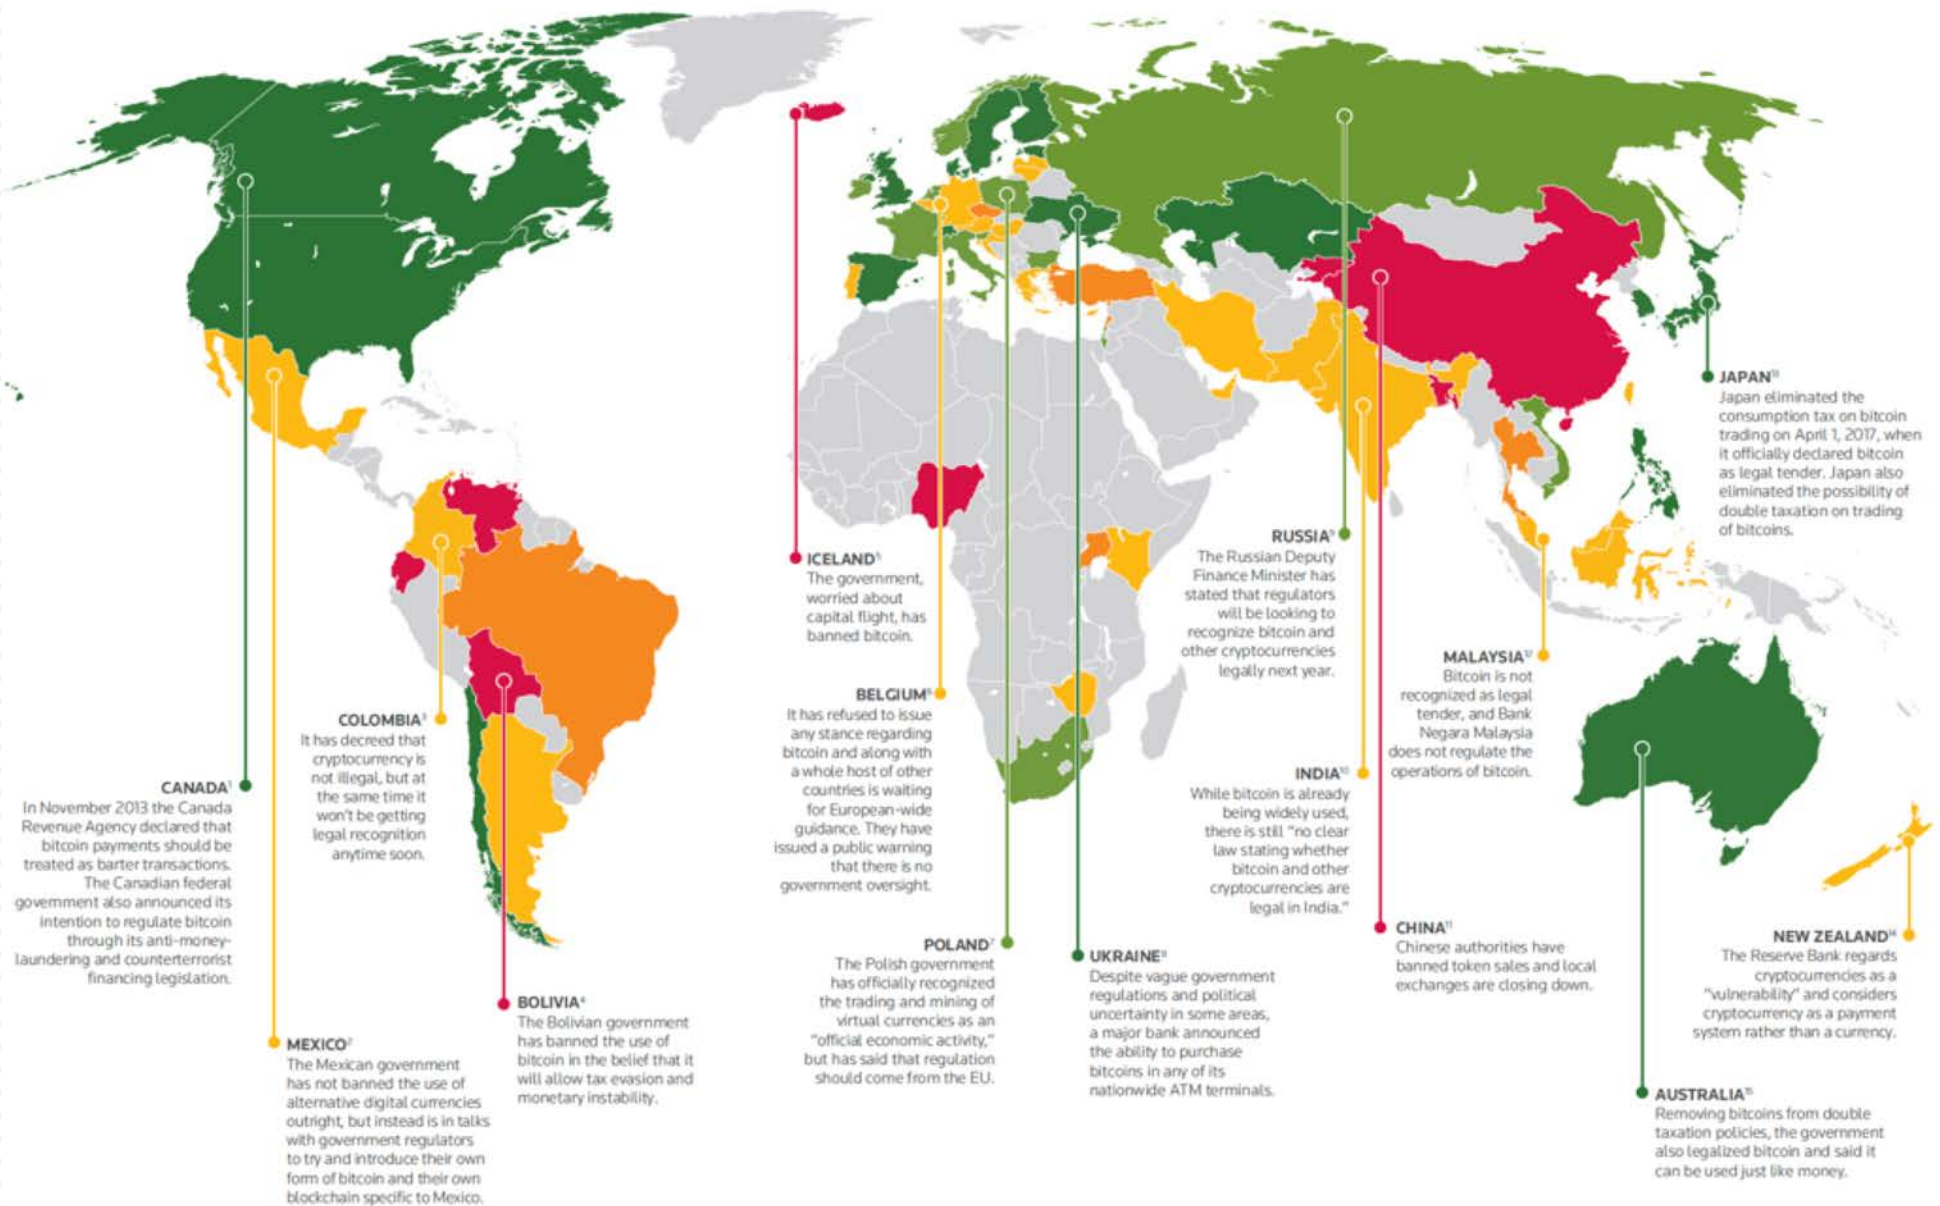 CANADA¹
In November 2013 the Canada
Revenue Agency declared that
bitcoin payments should be
treated as barter transactions.
The Canadian federal
government also announced its
intention to regulate bitcoin
through its anti-money-
laundering and counterterrorist
financing legislation.
MEXICO²
The Mexican government
has not banned the use of
alternative digital currencies
outright, but instead is in talks
with government regulators
to try and introduce their own
form of bitcoin and their own
blockchain specific to Mexico.
COLOMBIA³
It has decreed that
cryptocurrency is
not illegal, but at
the same time it
won't be getting
legal recognition
anytime soon.
BOLIVIA⁴
The Bolivian government
has banned the use of
bitcoin in the belief that it
will allow tax evasion and
monetary instability.
ICELAND⁵
The government,
worried about
capital flight, has
banned bitcoin.
BELGIUM⁶
It has refused to issue
any stance regarding
bitcoin and along with
a whole host of other
countries is waiting
for European-wide
guidance. They have
issued a public warning
that there is no
government oversight.
POLAND⁷
The Polish government
has officially recognized
the trading and mining of
virtual currencies as an
"official economic activity,"
but has said that regulation
should come from the EU.
UKRAINE⁸
Despite vague government
regulations and political
uncertainty in some areas,
a major bank announced
the ability to purchase
bitcoins in any of its
nationwide ATM terminals.
RUSSIA⁹
The Russian Deputy
Finance Minister has
stated that regulators
will be looking to
recognize bitcoin and
other cryptocurrencies
legally next year.
INDIA¹⁰
While bitcoin is already
being widely used,
there is still "no clear
law stating whether
bitcoin and other
cryptocurrencies are
legal in India."
CHINA¹¹
Chinese authorities have
banned token sales and local
exchanges are closing down.
MALAYSIA¹²
Bitcoin is not
recognized as legal
tender, and Bank
Negara Malaysia
does not regulate the
operations of bitcoin.
JAPAN¹³
Japan eliminated the
consumption tax on bitcoin
trading on April 1, 2017, when
it officially declared bitcoin
as legal tender. Japan also
eliminated the possibility of
double taxation on trading
of bitcoins.
NEW ZEALAND¹⁴
The Reserve Bank regards
cryptocurrencies as a
"vulnerability" and considers
cryptocurrency as a payment
system rather than a currency.
AUSTRALIA¹⁵
Removing bitcoins from double
taxation policies, the government
also legalized bitcoin and said it
can be used just like money.